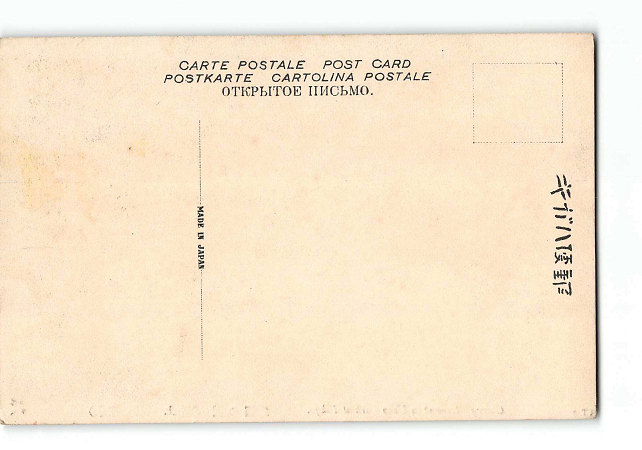 CARTE POSTALE POST CARD
POSTKARTE CARTOLINA POSTALE
ОТКРЫТОЕ ПИСЬМО.
MADE IN JAPAN
郵便ハガキ